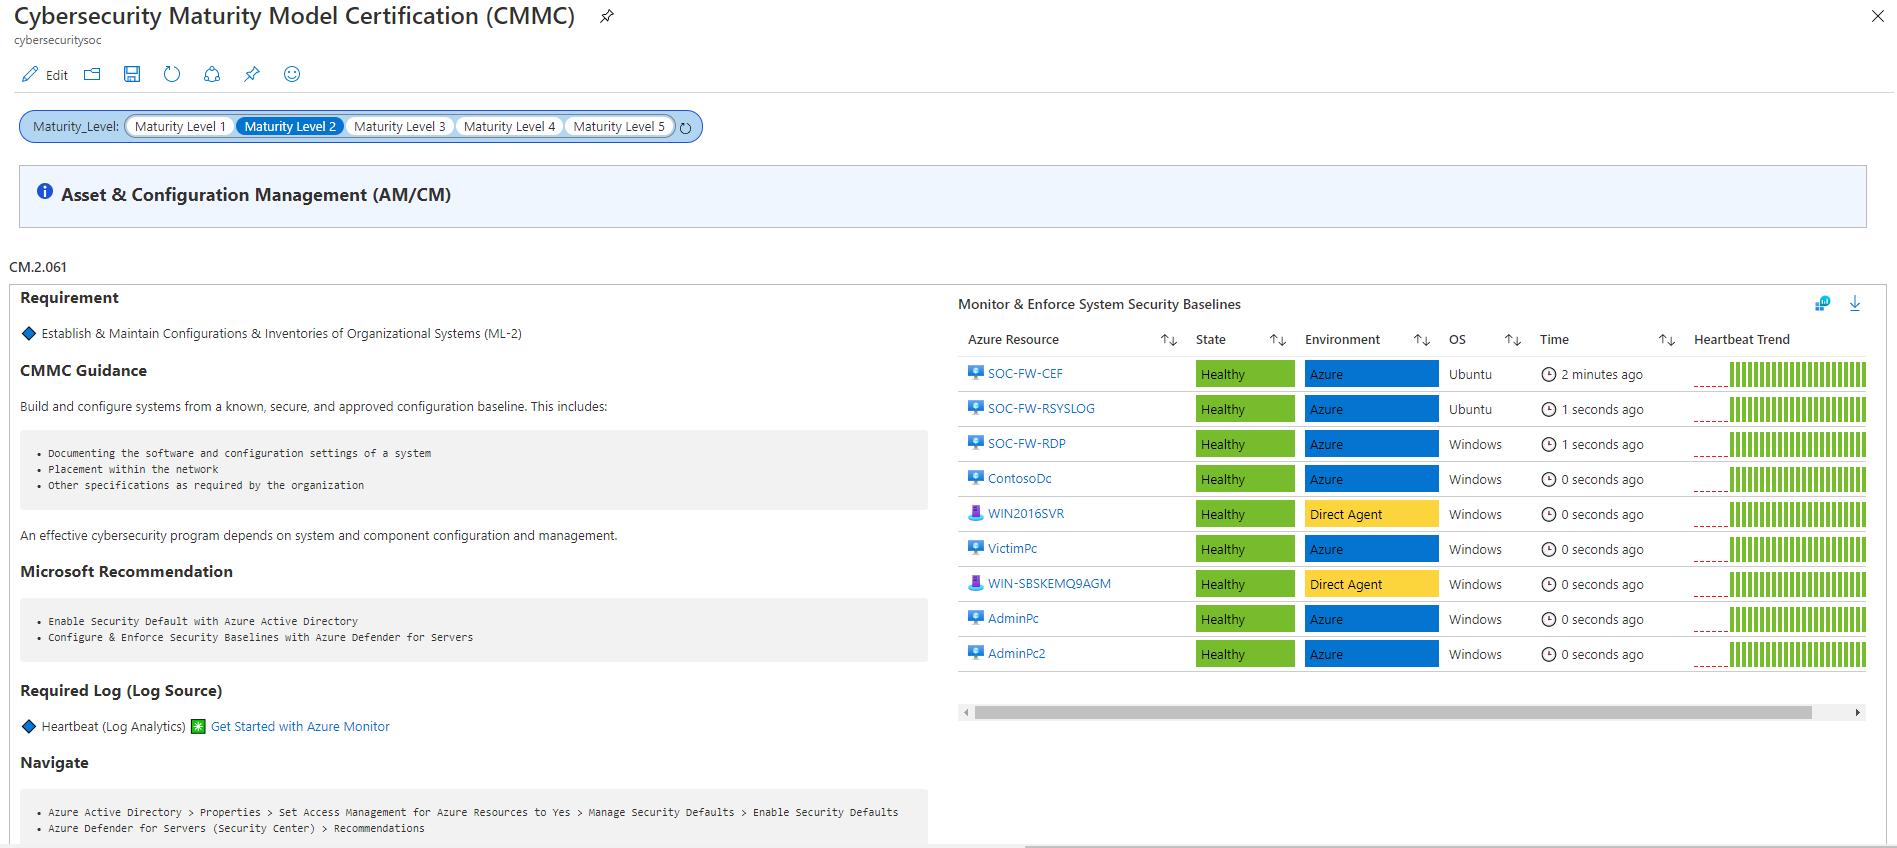 Cybersecurity Maturity Model Certification (CMMC)
cybersecuritysoc
Edit
Maturity_Level: Maturity Level 1 Maturity Level 2 Maturity Level 3 Maturity Level 4 Maturity Level 5
Asset & Configuration Management (AM/CM)
CM.2.061
Requirement
Establish & Maintain Configurations & Inventories of Organizational Systems (ML-2)
CMMC Guidance
Build and configure systems from a known, secure, and approved configuration baseline. This includes:
• Documenting the software and configuration settings of a system
• Placement within the network
• Other specifications as required by the organization
An effective cybersecurity program depends on system and component configuration and management.
Microsoft Recommendation
• Enable Security Default with Azure Active Directory
• Configure & Enforce Security Baselines with Azure Defender for Servers
Required Log (Log Source)
Heartbeat (Log Analytics) Get Started with Azure Monitor
Navigate
• Azure Active Directory > Properties > Set Access Management for Azure Resources to Yes > Manage Security Defaults > Enable Security Defaults
• Azure Defender for Servers (Security Center) > Recommendations
Monitor & Enforce System Security Baselines
Azure Resource State Environment OS Time Heartbeat Trend
SOC-FW-CEF Healthy Azure Ubuntu 2 minutes ago
SOC-FW-RSYSLOG Healthy Azure Ubuntu 1 seconds ago
SOC-FW-RDP Healthy Azure Windows 1 seconds ago
ContosoDc Healthy Azure Windows 0 seconds ago
WIN2016SVR Healthy Direct Agent Windows 0 seconds ago
VictimPc Healthy Azure Windows 0 seconds ago
WIN-SBSKEMQ9AGM Healthy Direct Agent Windows 0 seconds ago
AdminPc Healthy Azure Windows 0 seconds ago
AdminPc2 Healthy Azure Windows 0 seconds ago